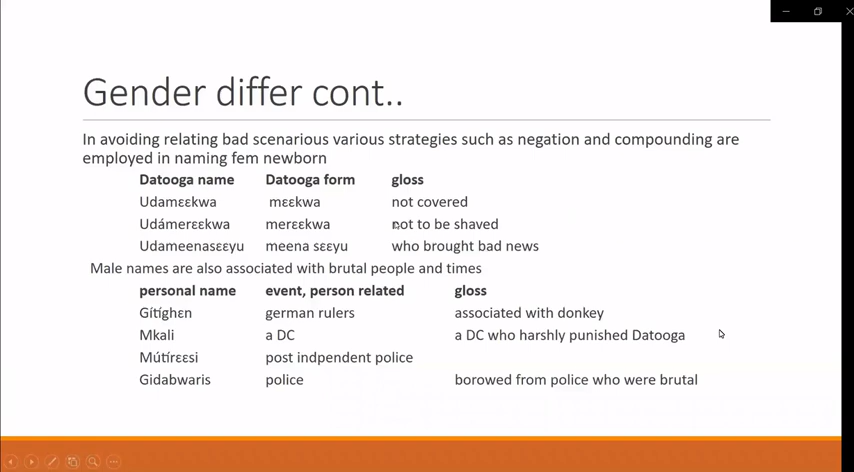 Gender differ cont..
In avoiding relating bad scenarious various strategies such as negation and compounding are
employed in naming fem newborn
Datooga name Datooga form gloss
Udamɛɛkwa mɛɛkwa not covered
Udámerɛɛkwa merɛɛkwa not to be shaved
Udameenasɛɛyu meena sɛɛyu who brought bad news
Male names are also associated with brutal people and times
personal name event, person related gloss
Gítíghɛn german rulers associated with donkey
Mkali a DC a DC who harshly punished Datooga
Mútírɛɛsi post indpendent police
Gidabwaris police borowed from police who were brutal